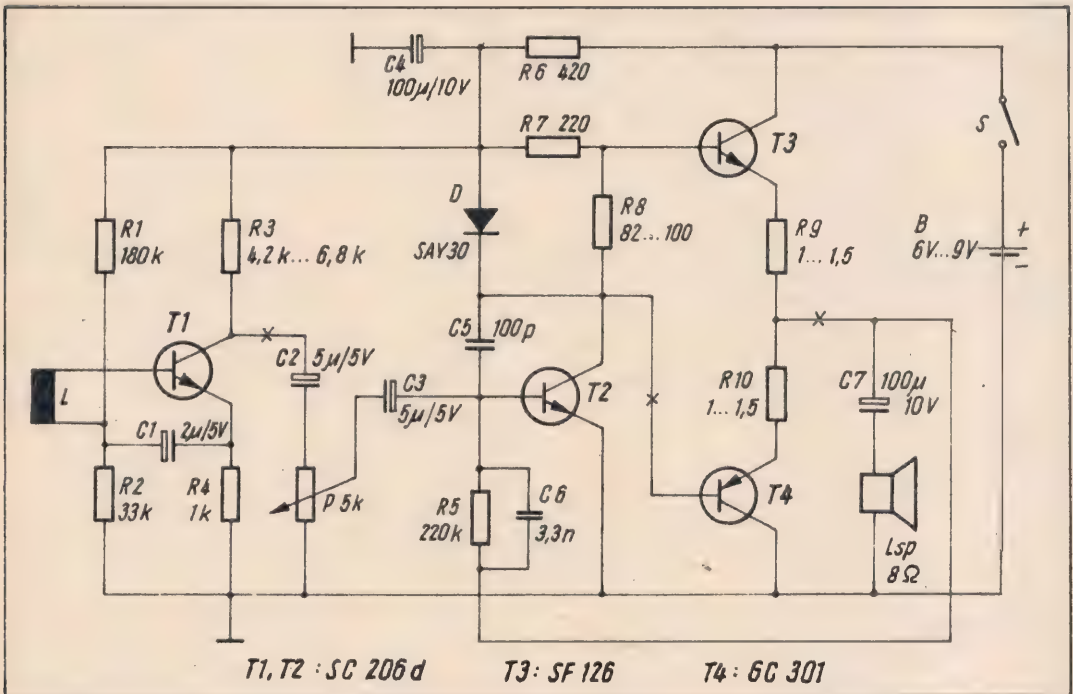 C4
100µ/10V
R6 420
S
R7 220
T3
D
R1
180k
R3
4,2k...6,8k
SAY30
R8
82...100
R9
1...1,5
B
6V...9V
+
−
T1
C2 5µ/5V
C5 100p
C3
5µ/5V
T2
R10
1...1,5
C7 100µ
10V
L
C1 2µ/5V
R2
33k
R4
1k
P 5k
R5
220k
C6
3,3n
T4
Lsp
8Ω
T1, T2 : SC 206d T3: SF 126 T4: GC 301